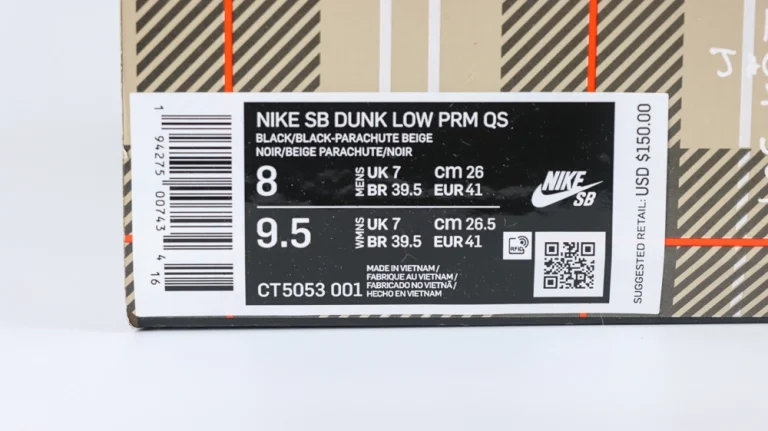 NIKE SB DUNK LOW PRM QS
BLACK/BLACK-PARACHUTE BEIGE
NOIR/BEIGE PARACHUTE/NOIR
8 MENS UK 7 cm 26
BR 39.5 EUR 41
9.5 WMNS UK 7 cm 26.5
BR 39.5 EUR 41
MADE IN VIETNAM /
FABRIQUE AU VIETNAM /
FABRICADO NO VIETNÃ /
HECHO EN VIETNAM
CT5053 001
NIKE
SB
RFID
1 94275 00743 416
SUGGESTED RETAIL: USD $150.00